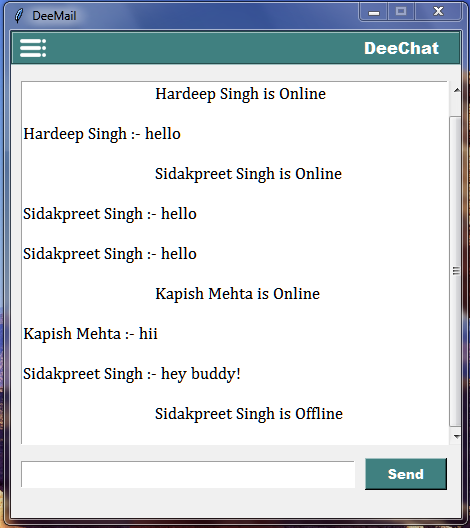 DeeMail
DeeChat
Hardeep Singh is Online
Hardeep Singh :- hello
Sidakpreet Singh is Online
Sidakpreet Singh :- hello
Sidakpreet Singh :- hello
Kapish Mehta is Online
Kapish Mehta :- hii
Sidakpreet Singh :- hey buddy!
Sidakpreet Singh is Offline
Send